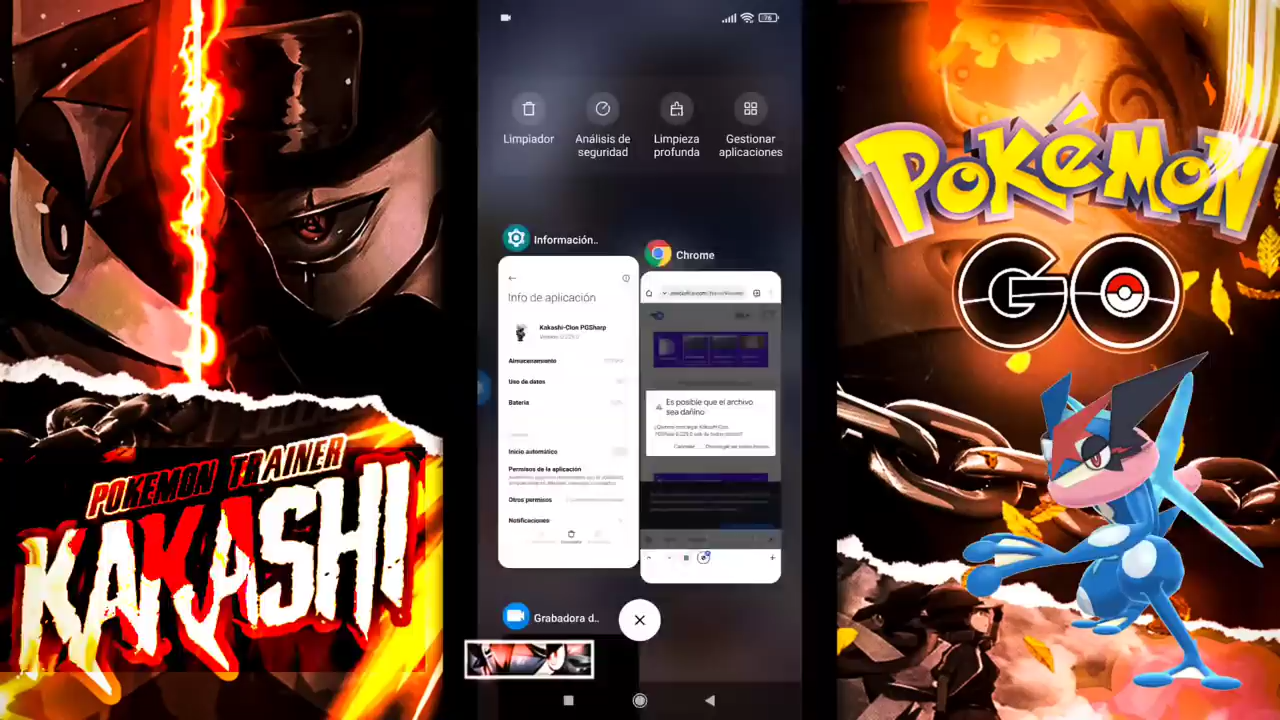 76
Limpiador
Análisis de
seguridad
Limpieza
profunda
Gestionar
aplicaciones
Información..
Chrome
Info de aplicación
Kakashi-Clon PGSharp
Almacenamiento
Uso de datos
Batería
Inicio automático
Permisos de la aplicación
Otros permisos
Notificaciones
Es posible que el archivo
sea dañino
Grabadora d..
POKEMON TRAINER
KAKASHI
POKÉMON
GO